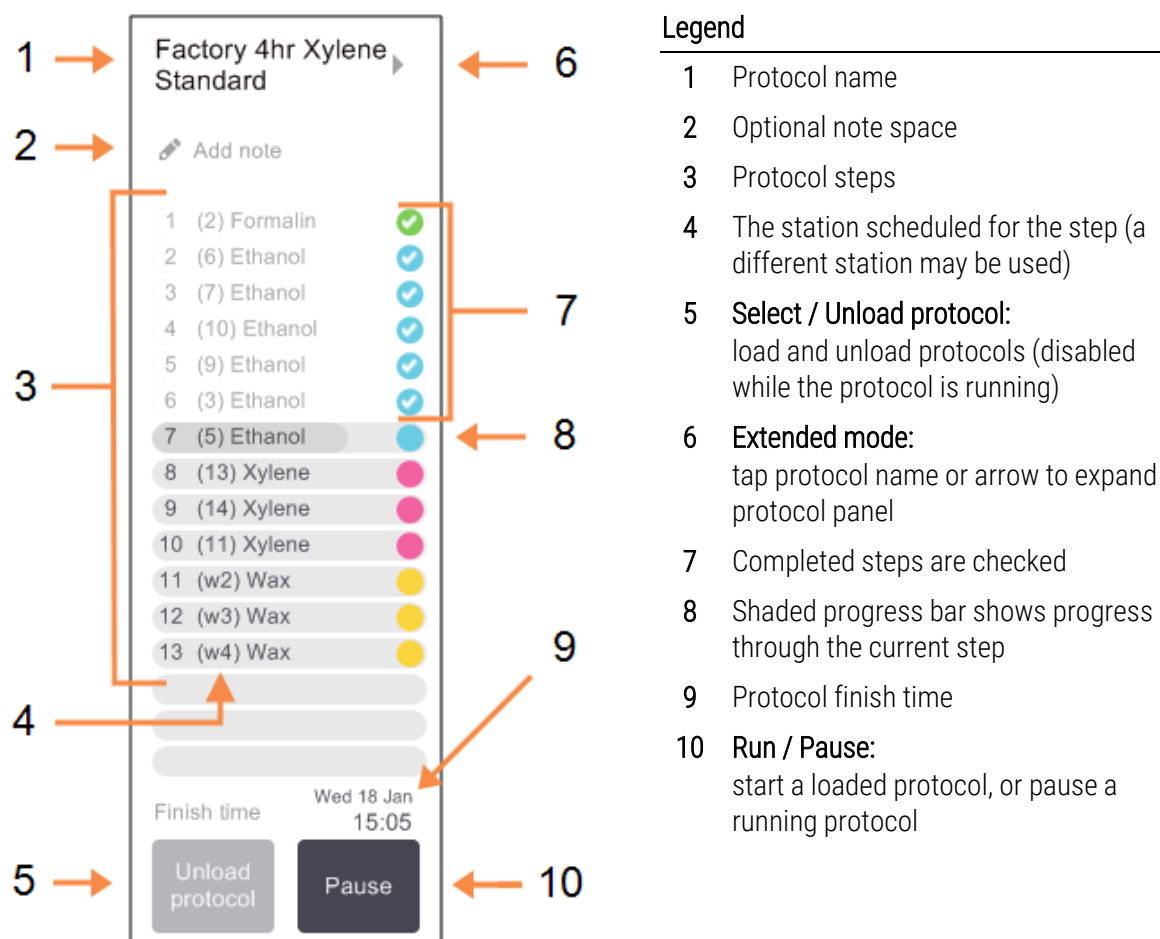 1
Factory 4hr Xylene
Standard
6
2
Add note
3
1 (2) Formalin
2 (6) Ethanol
3 (7) Ethanol
4 (10) Ethanol
5 (9) Ethanol
6 (3) Ethanol
7
7 (5) Ethanol
8
8 (13) Xylene
9 (14) Xylene
10 (11) Xylene
11 (w2) Wax
12 (w3) Wax
13 (w4) Wax
9
4
Finish time
Wed 18 Jan
15:05
5
Unload
protocol
Pause
10
Legend
1 Protocol name
2 Optional note space
3 Protocol steps
4 The station scheduled for the step (a
different station may be used)
5 Select / Unload protocol:
load and unload protocols (disabled
while the protocol is running)
6 Extended mode:
tap protocol name or arrow to expand
protocol panel
7 Completed steps are checked
8 Shaded progress bar shows progress
through the current step
9 Protocol finish time
10 Run / Pause:
start a loaded protocol, or pause a
running protocol